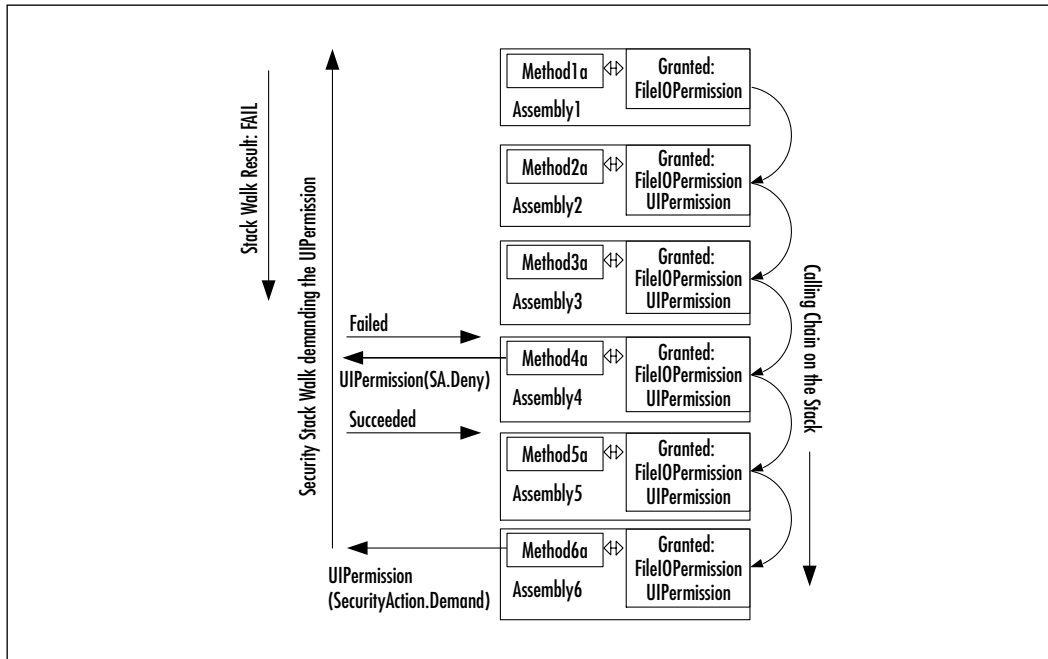 Method1a
Granted:
FileIOPermission
Assembly1
Method2a
Granted:
FileIOPermission
UIPermission
Assembly2
Method3a
Granted:
FileIOPermission
UIPermission
Assembly3
Method4a
Granted:
FileIOPermission
UIPermission
Assembly4
Method5a
Granted:
FileIOPermission
UIPermission
Assembly5
Method6a
Granted:
FileIOPermission
UIPermission
Assembly6
Stack Walk Result: FAIL
Security Stack Walk demanding the UIPermission
Failed
UIPermission(SA.Deny)
Succeeded
UIPermission
(SecurityAction.Demand)
Calling Chain on the Stack